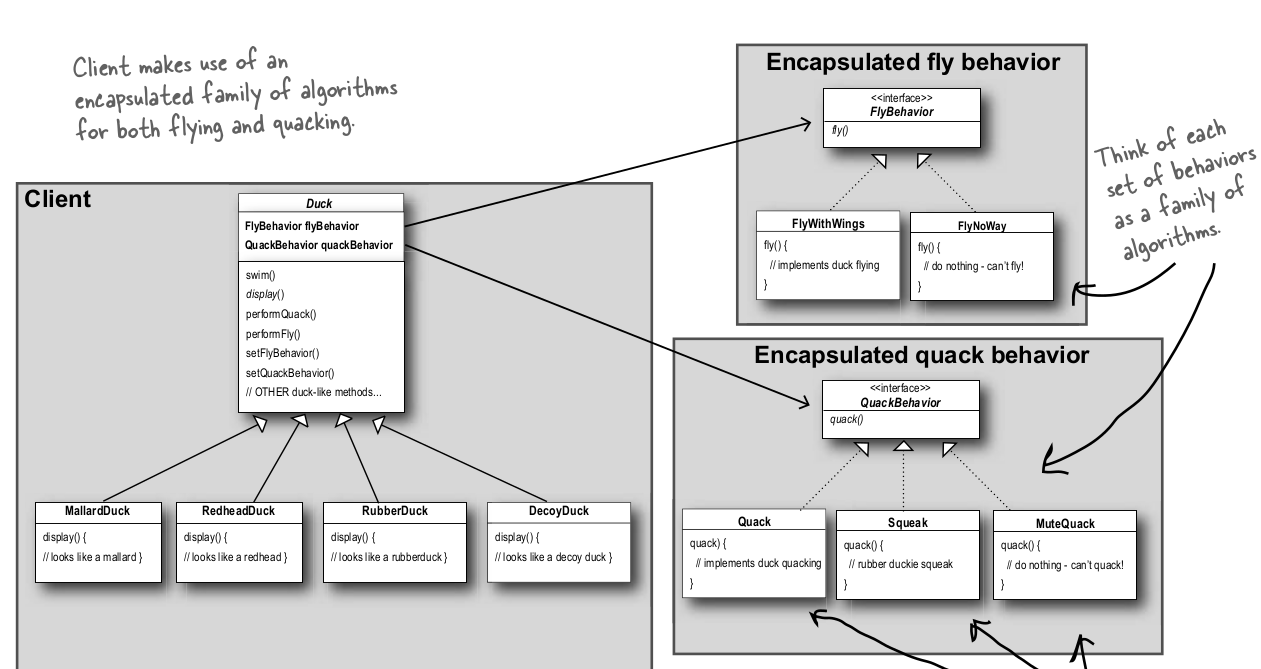 Client makes use of an
encapsulated family of algorithms
for both flying and quacking.
Client
Duck
FlyBehavior flyBehavior
QuackBehavior quackBehavior
swim()
display()
performQuack()
performFly()
setFlyBehavior()
setQuackBehavior()
// OTHER duck-like methods...
MallardDuck
display() {
// looks like a mallard }
RedheadDuck
display() {
// looks like a redhead }
RubberDuck
display() {
// looks like a rubberduck }
DecoyDuck
display() {
// looks like a decoy duck }
Encapsulated fly behavior
<<interface>>
FlyBehavior
fly()
FlyWithWings
fly() {
// implements duck flying
}
FlyNoWay
fly() {
// do nothing - can't fly!
}
Think of each
set of behaviors
as a family of
algorithms.
Encapsulated quack behavior
<<interface>>
QuackBehavior
quack()
Quack
quack) {
// implements duck quacking
}
Squeak
quack() {
// rubber duckie squeak
}
MuteQuack
quack() {
// do nothing - can't quack!
}